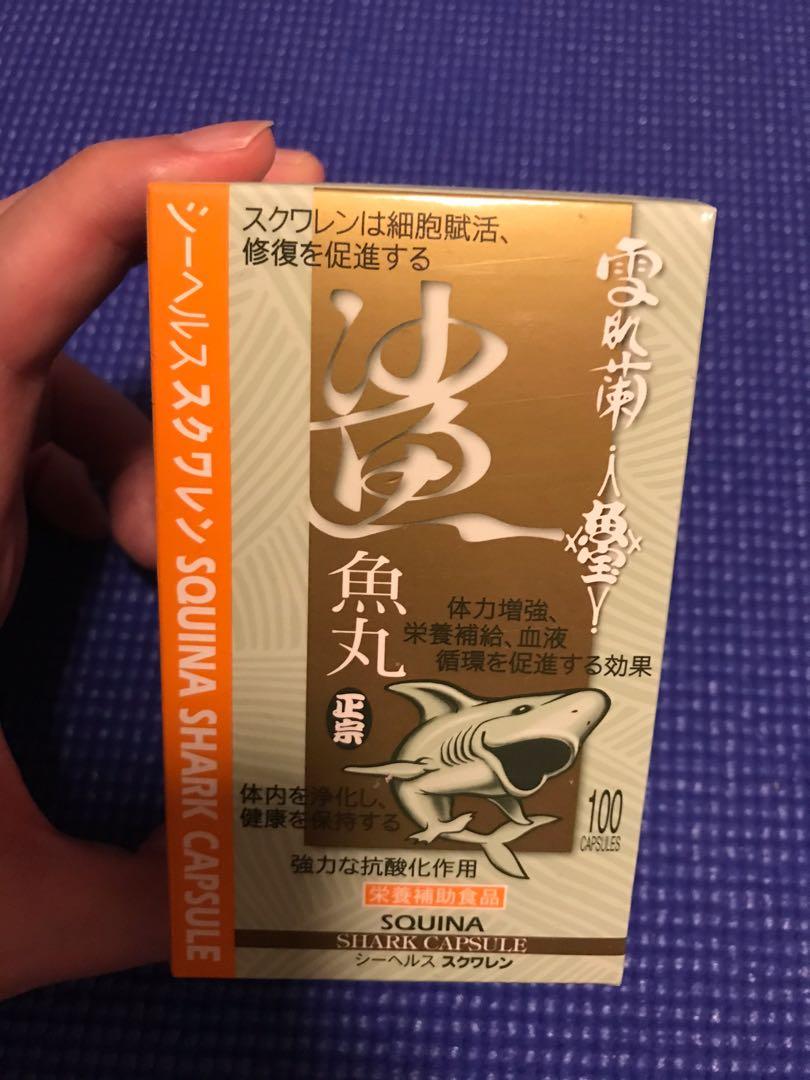 シーヘルス スクワレン SQUINA SHARK CAPSULE
スクワレンは細胞賦活、
修復を促進する
雪肌蘭
鯊
魚丸
正宗
体力増強、
栄養補給、血液
循環を促進する効果
体内を浄化し、
健康を保持する
100
CAPSULES
強力な抗酸化作用
栄養補助食品
SQUINA
SHARK CAPSULE
シーヘルス スクワレン